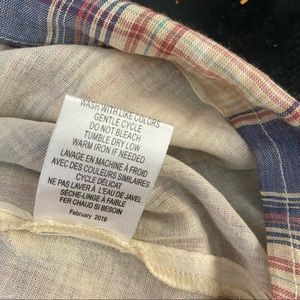 WASH WITH LIKE COLORS
GENTLE CYCLE
DO NOT BLEACH
TUMBLE DRY LOW
WARM IRON IF NEEDED
LAVAGE EN MACHINE À FROID
AVEC DES COULEURS SIMILAIRES
CYCLE DÉLICAT
NE PAS LAVER À L'EAU DE JAVEL
SÈCHE-LINGE À FAIBLE
FER CHAUD SI BESOIN
February 2019